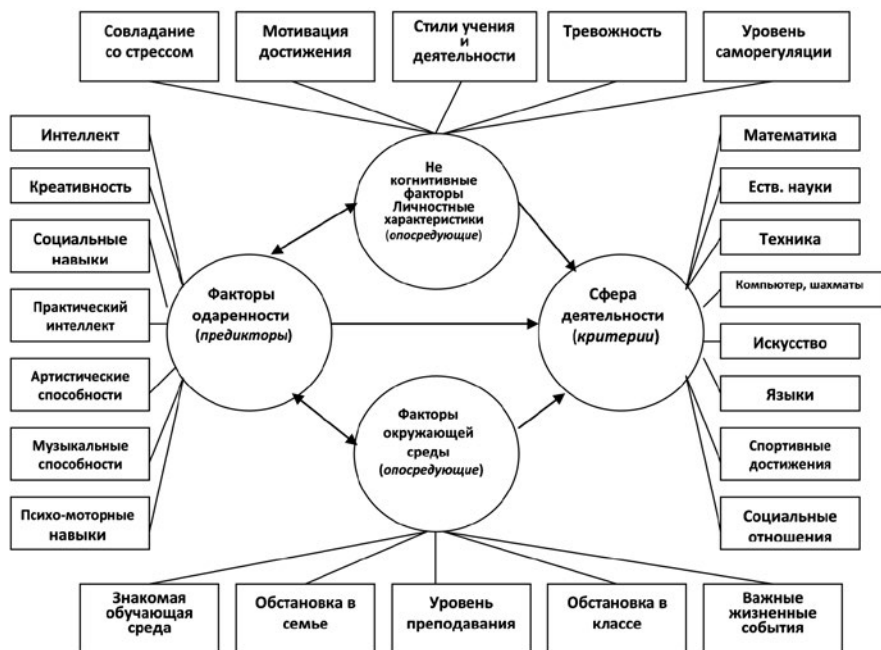 Совладание
со стрессом
Мотивация
достижения
Стили учения
и
деятельности
Тревожность
Уровень
саморегуляции
Интеллект
Креативность
Социальные
навыки
Практический
интеллект
Артистические
способности
Музыкальные
способности
Психо-моторные
навыки
Не
когнитивные
факторы
Личностные
характеристики
(опосредующие)
Факторы
одаренности
(предикторы)
Сфера
деятельности
(критерии)
Факторы
окружающей
среды
(опосредующие)
Математика
Еств. науки
Техника
Компьютер, шахматы
Искусство
Языки
Спортивные
достижения
Социальные
отношения
Знакомая
обучающая
среда
Обстановка в
семье
Уровень
преподавания
Обстановка в
классе
Важные
жизненные
события